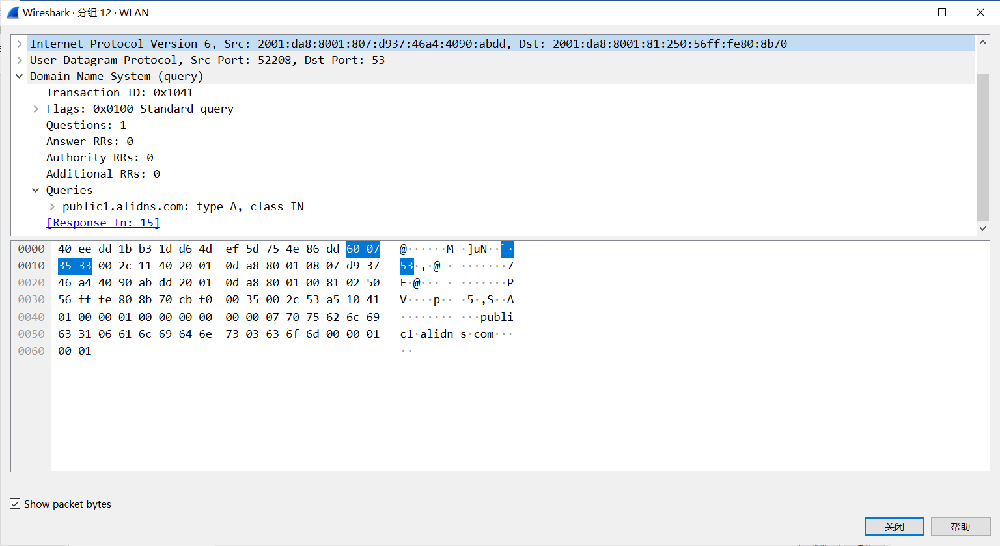 Wireshark · 分组 12 · WLAN
Internet Protocol Version 6, Src: 2001:da8:8001:807:d937:46a4:4090:abdd, Dst: 2001:da8:8001:81:250:56ff:fe80:8b70
User Datagram Protocol, Src Port: 52208, Dst Port: 53
Domain Name System (query)
Transaction ID: 0x1041
Flags: 0x0100 Standard query
Questions: 1
Answer RRs: 0
Authority RRs: 0
Additional RRs: 0
Queries
public1.alidns.com: type A, class IN
[Response In: 15]
0000 40 ee dd 1b b3 1d d6 4d ef 5d 75 4e 86 dd 60 07 @······M ·]uN··`·
0010 35 33 00 2c 11 40 20 01 0d a8 80 01 08 07 d9 37 53·,·@ · ·······7
0020 46 a4 40 90 ab dd 20 01 0d a8 80 01 00 81 02 50 F·@··· · ·······P
0030 56 ff fe 80 8b 70 cb f0 00 35 00 2c 53 a5 10 41 V····p·· ·5·,S··A
0040 01 00 00 01 00 00 00 00 00 00 07 70 75 62 6c 69 ········ ···publi
0050 63 31 06 61 6c 69 64 6e 73 03 63 6f 6d 00 00 01 c1·alidn s·com···
0060 00 01 ··
Show packet bytes
关闭 帮助